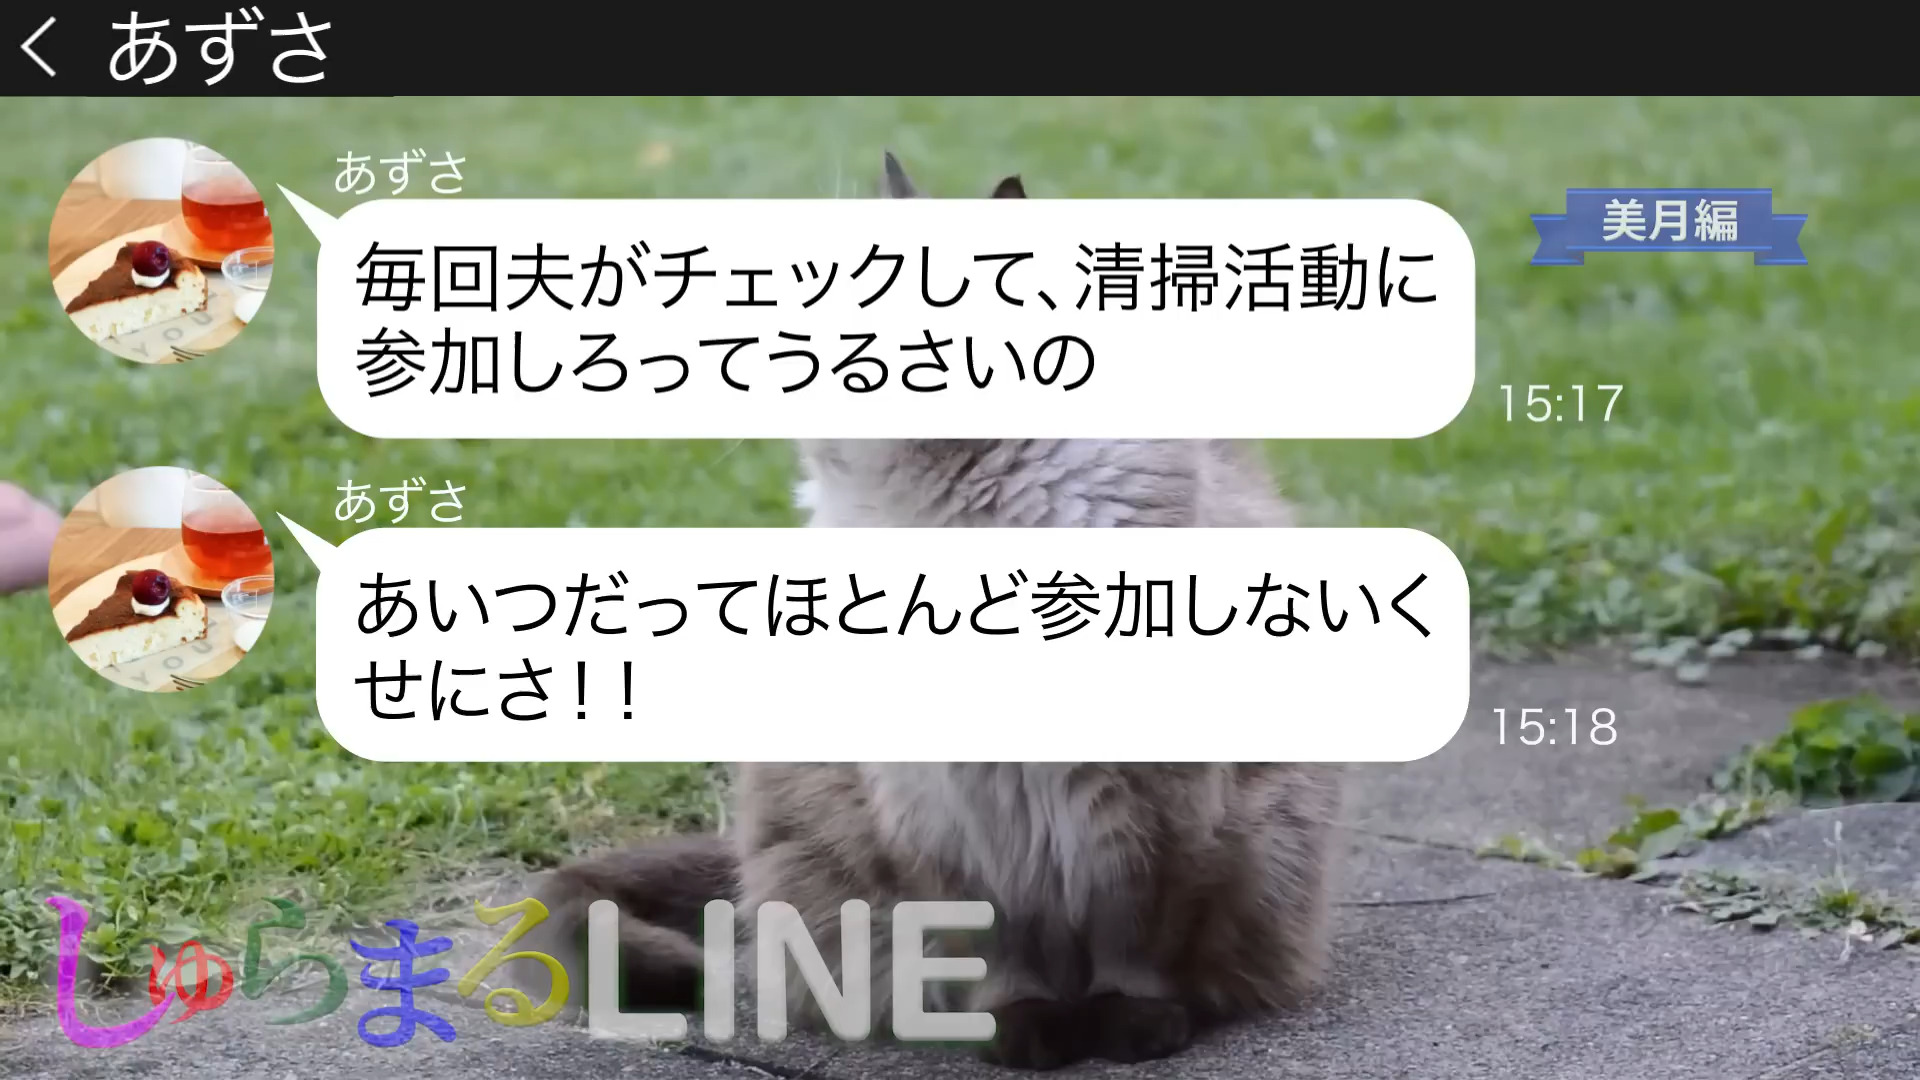 あずさ
あずさ
毎回夫がチェックして、清掃活動に
参加しろってうるさいの
15:17
美月編
あずさ
あいつだってほとんど参加しないく
せにさ！！
15:18
しゅらまるLINE